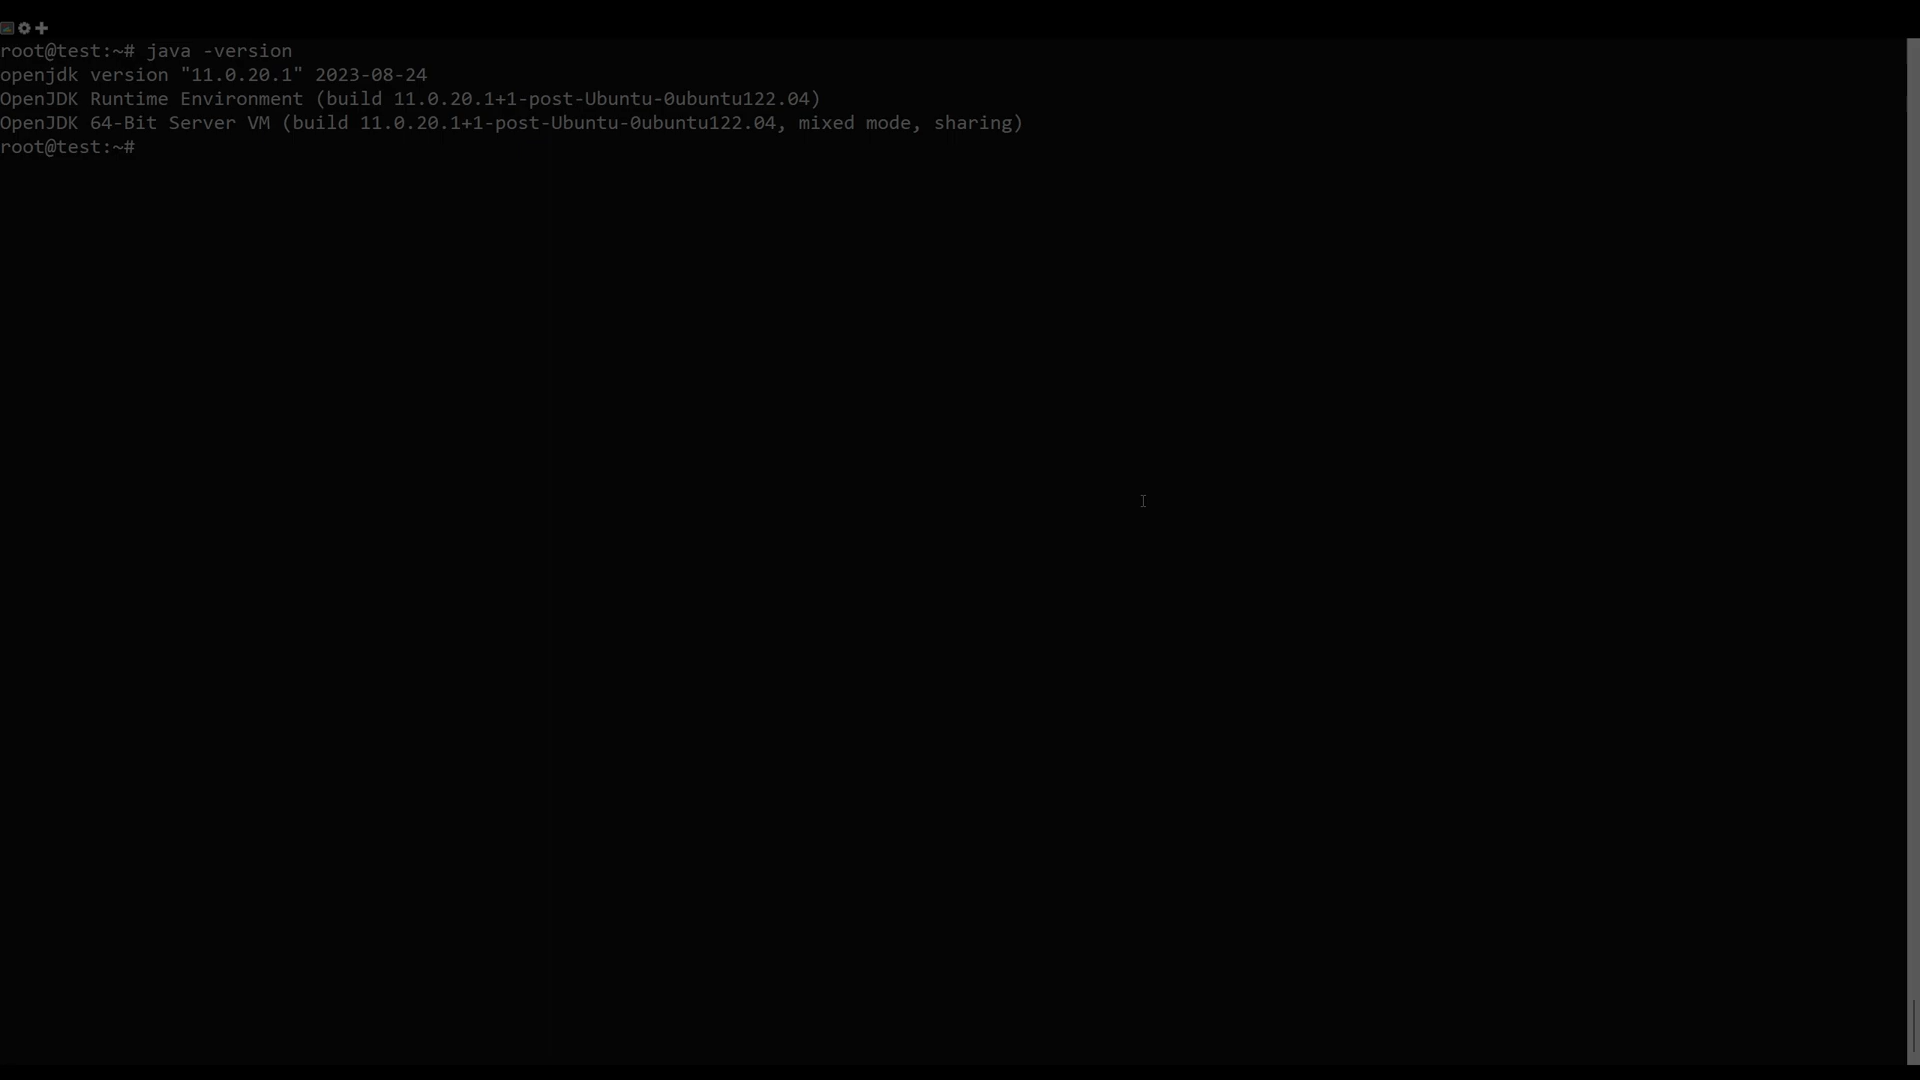 root@test:~# java -version
openjdk version "11.0.20.1" 2023-08-24
OpenJDK Runtime Environment (build 11.0.20.1+1-post-Ubuntu-0ubuntu122.04)
OpenJDK 64-Bit Server VM (build 11.0.20.1+1-post-Ubuntu-0ubuntu122.04, mixed mode, sharing)
root@test:~#